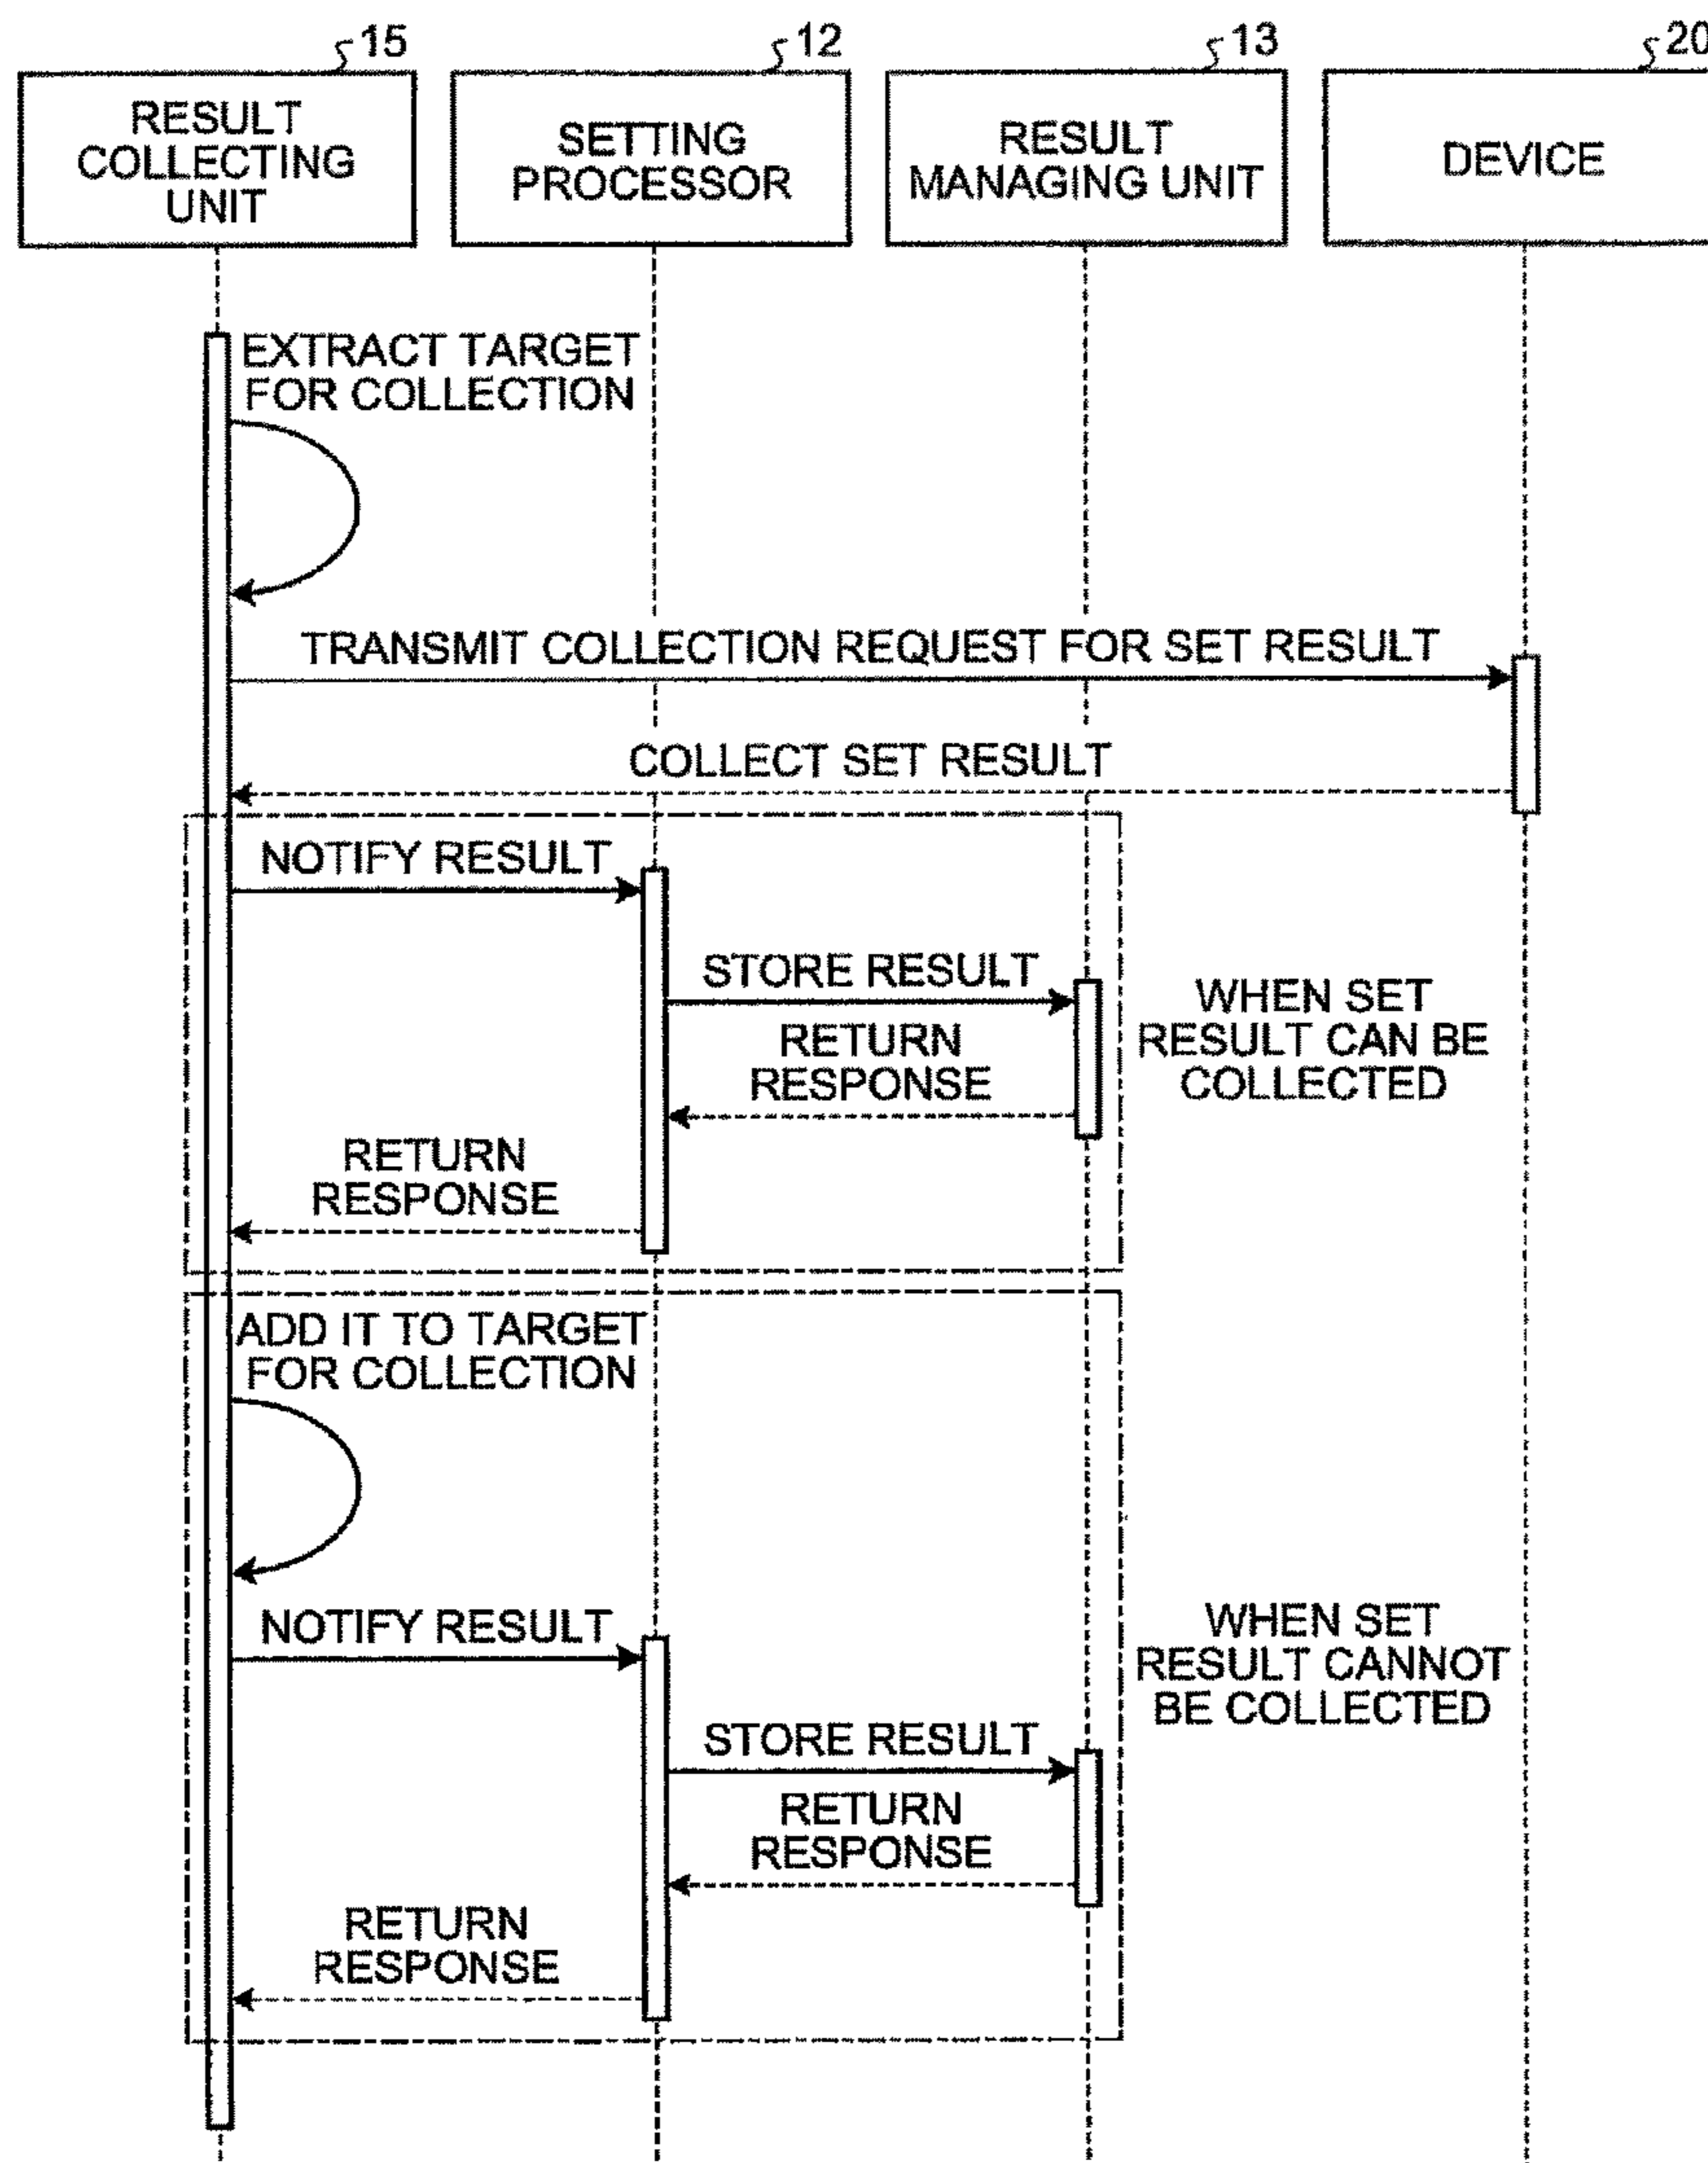 15
12
13
20
RESULT
COLLECTING
UNIT
SETTING
PROCESSOR
RESULT
MANAGING UNIT
DEVICE
EXTRACT TARGET
FOR COLLECTION
TRANSMIT COLLECTION REQUEST FOR SET RESULT
COLLECT SET RESULT
NOTIFY RESULT
STORE RESULT
RETURN
RESPONSE
WHEN SET
RESULT CAN BE
COLLECTED
RETURN
RESPONSE
ADD IT TO TARGET
FOR COLLECTION
NOTIFY RESULT
WHEN SET
RESULT CANNOT
BE COLLECTED
STORE RESULT
RETURN
RESPONSE
RETURN
RESPONSE